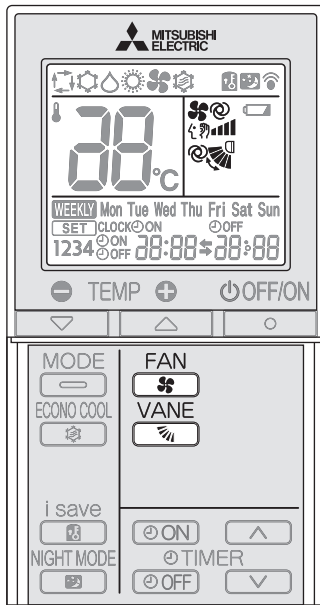 MITSUBISHI
ELECTRIC
88°C
WEEKLY Mon Tue Wed Thu Fri Sat Sun
SET CLOCK ON OFF
1234 ON OFF 88:88 88:88
TEMP OFF/ON
MODE FAN
ECONO COOL VANE
i save
ON
NIGHT MODE TIMER
OFF